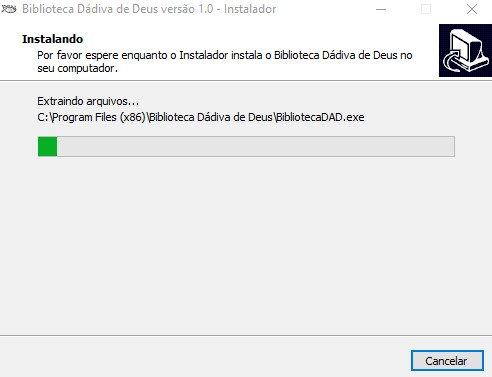 Biblioteca Dádiva de Deus versão 1.0 - Instalador
Instalando
Por favor espere enquanto o Instalador instala o Biblioteca Dádiva de Deus no
seu computador.
Extraindo arquivos...
C:\Program Files (x86)\Biblioteca Dádiva de Deus\BibliotecaDAD.exe
Cancelar